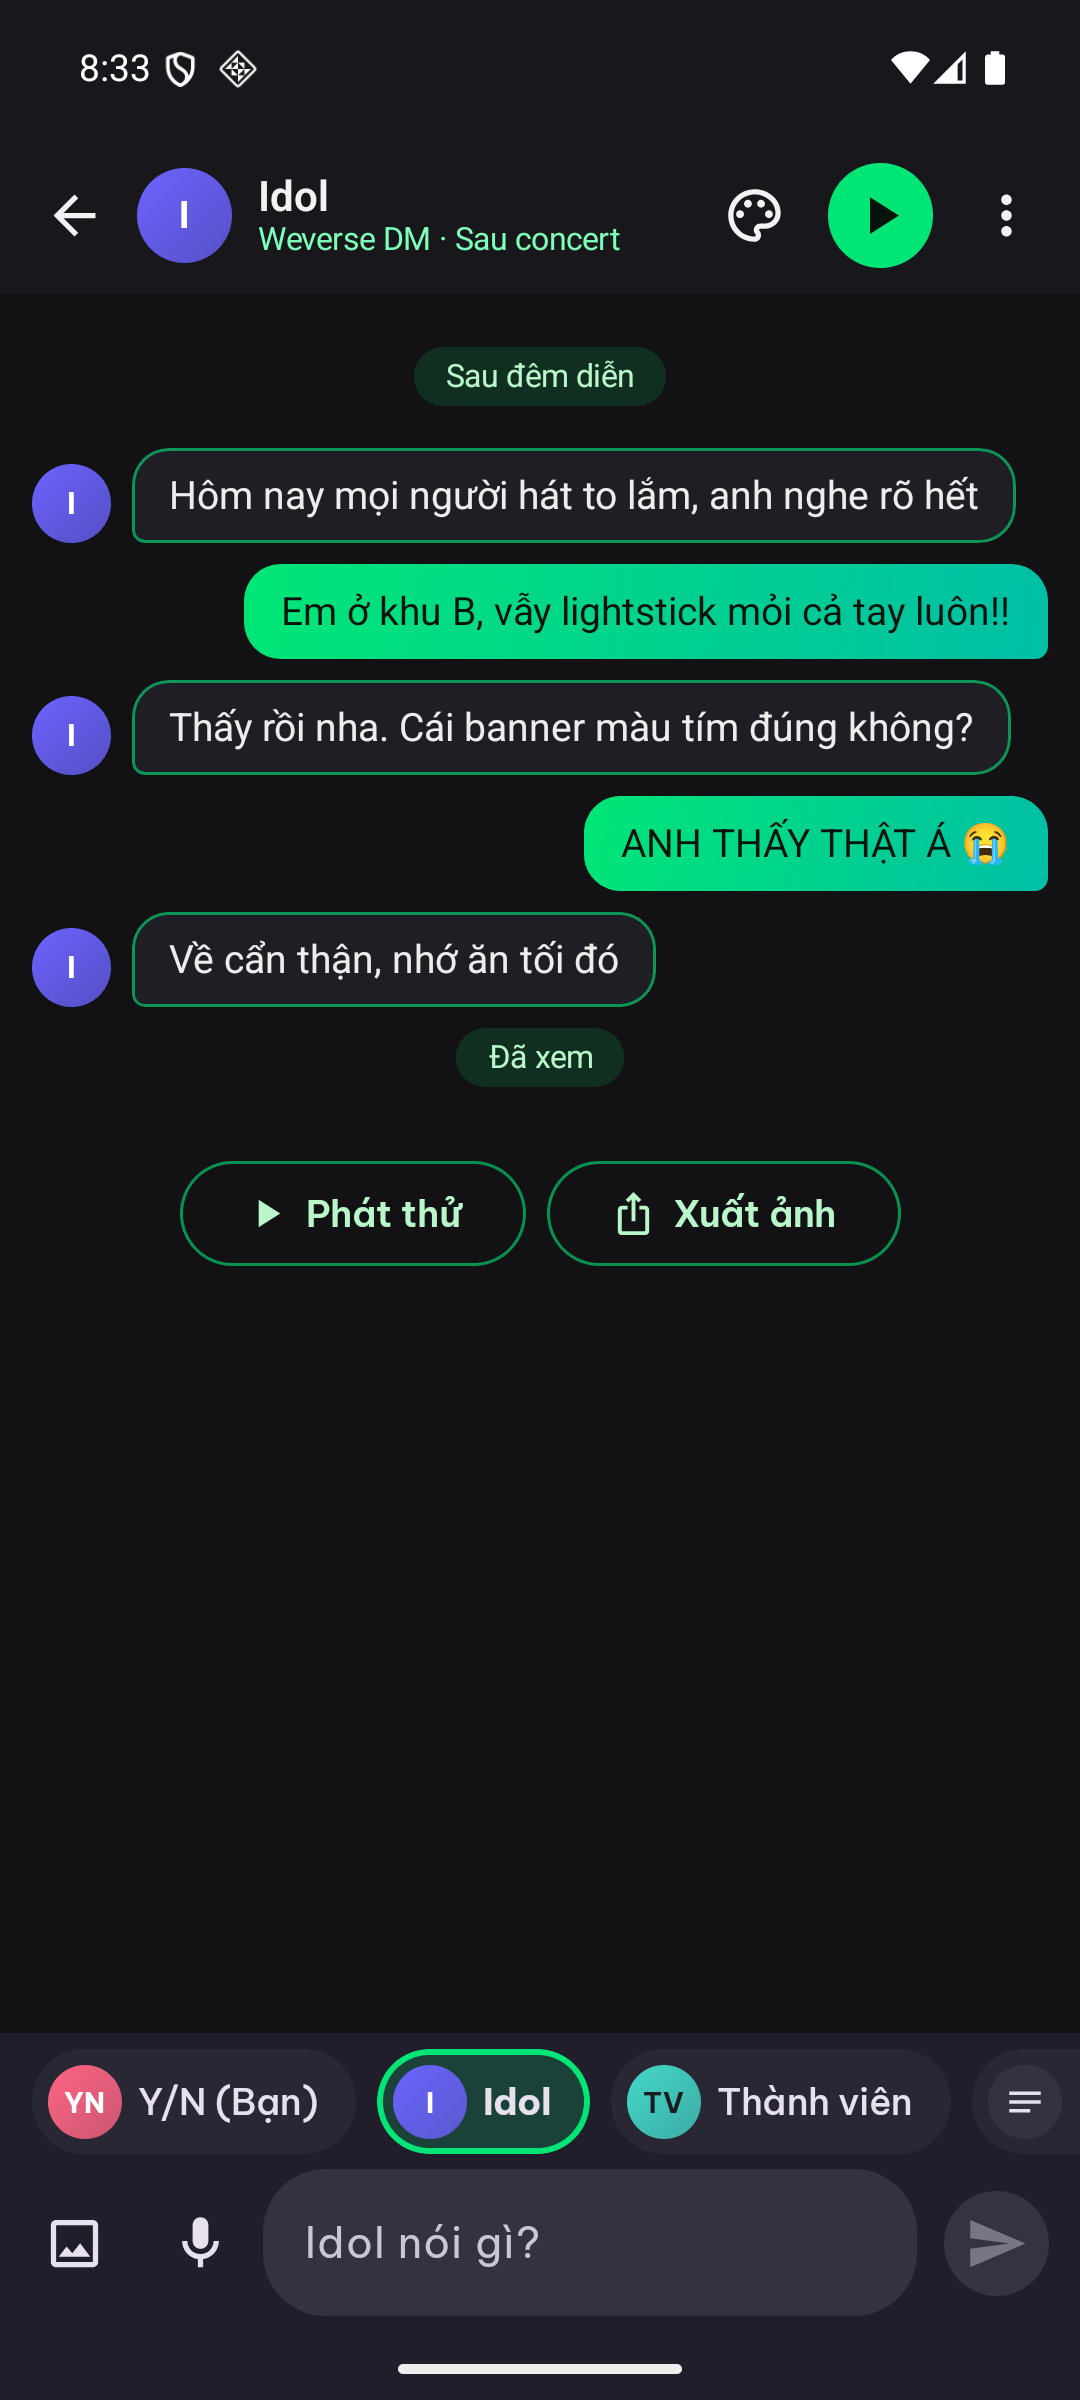 8:33
I
Idol
Weverse DM · Sau concert
Sau đêm diễn
I
Hôm nay mọi người hát to lắm, anh nghe rõ hết
Em ở khu B, vẫy lightstick mỏi cả tay luôn!!
I
Thấy rồi nha. Cái banner màu tím đúng không?
ANH THẤY THẬT Á 😭
I
Về cẩn thận, nhớ ăn tối đó
Đã xem
Phát thử
Xuất ảnh
YN Y/N (Bạn)
I Idol
TV Thành viên
Idol nói gì?